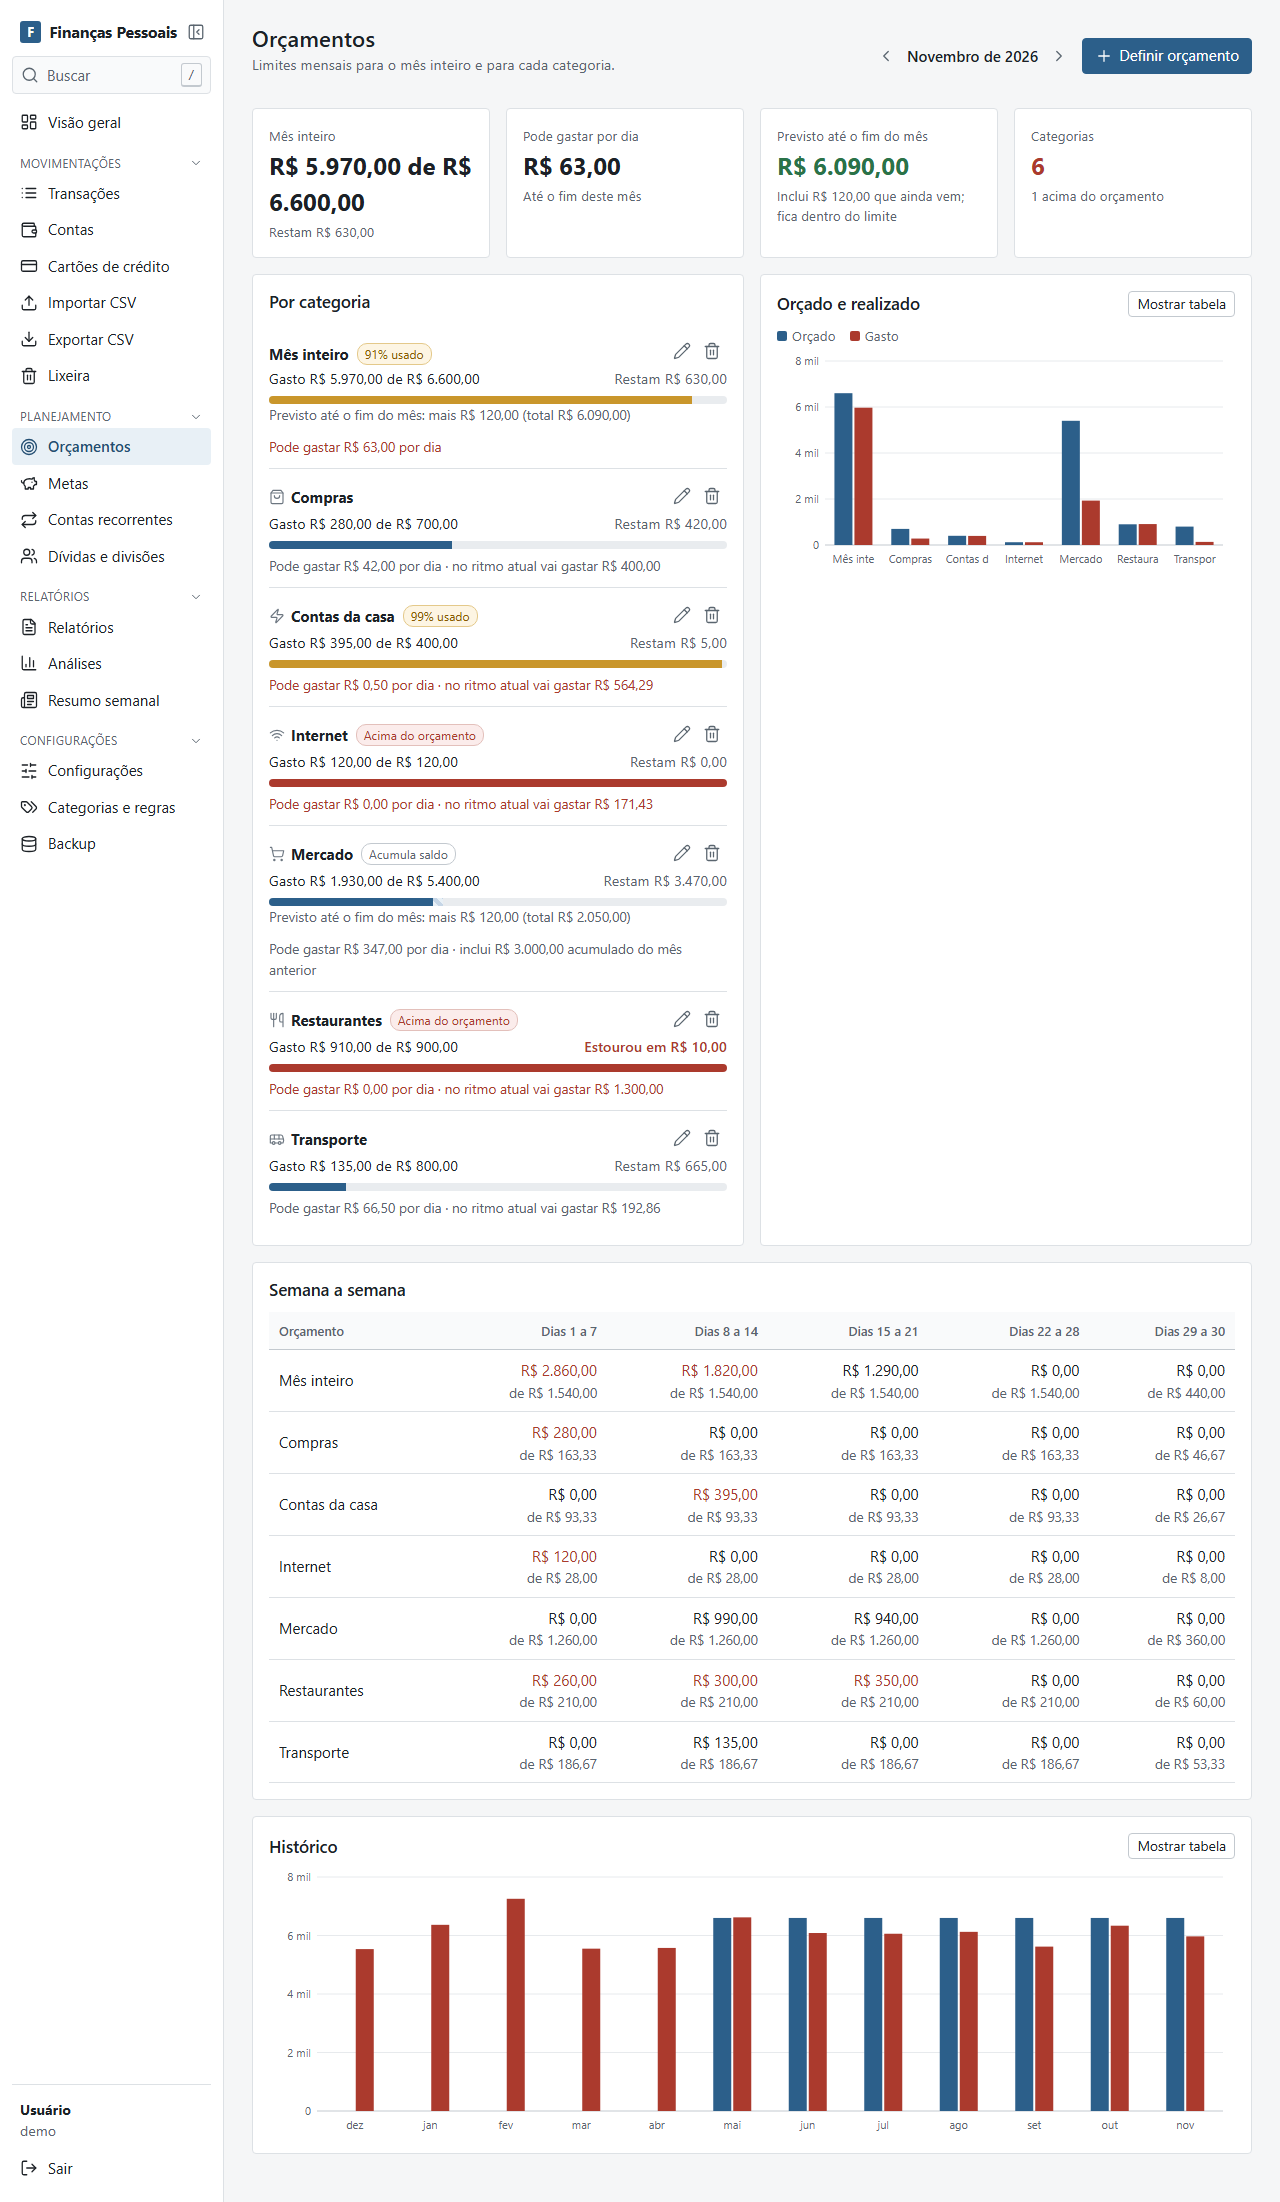 F Finanças Pessoais
Buscar /
Visão geral
MOVIMENTAÇÕES
Transações
Contas
Cartões de crédito
Importar CSV
Exportar CSV
Lixeira
PLANEJAMENTO
Orçamentos
Metas
Contas recorrentes
Dívidas e divisões
RELATÓRIOS
Relatórios
Análises
Resumo semanal
CONFIGURAÇÕES
Configurações
Categorias e regras
Backup
Usuário
demo
Sair
Orçamentos
Limites mensais para o mês inteiro e para cada categoria.
Novembro de 2026
Definir orçamento
Mês inteiro
R$ 5.970,00 de R$
6.600,00
Restam R$ 630,00
Pode gastar por dia
R$ 63,00
Até o fim deste mês
Previsto até o fim do mês
R$ 6.090,00
Inclui R$ 120,00 que ainda vem;
fica dentro do limite
Categorias
6
1 acima do orçamento
Por categoria
Mês inteiro 91% usado
Gasto R$ 5.970,00 de R$ 6.600,00 Restam R$ 630,00
Previsto até o fim do mês: mais R$ 120,00 (total R$ 6.090,00)
Pode gastar R$ 63,00 por dia
Compras
Gasto R$ 280,00 de R$ 700,00 Restam R$ 420,00
Pode gastar R$ 42,00 por dia · no ritmo atual vai gastar R$ 400,00
Contas da casa 99% usado
Gasto R$ 395,00 de R$ 400,00 Restam R$ 5,00
Pode gastar R$ 0,50 por dia · no ritmo atual vai gastar R$ 564,29
Internet Acima do orçamento
Gasto R$ 120,00 de R$ 120,00 Restam R$ 0,00
Pode gastar R$ 0,00 por dia · no ritmo atual vai gastar R$ 171,43
Mercado Acumula saldo
Gasto R$ 1.930,00 de R$ 5.400,00 Restam R$ 3.470,00
Previsto até o fim do mês: mais R$ 120,00 (total R$ 2.050,00)
Pode gastar R$ 347,00 por dia · inclui R$ 3.000,00 acumulado do mês
anterior
Restaurantes Acima do orçamento
Gasto R$ 910,00 de R$ 900,00 Estourou em R$ 10,00
Pode gastar R$ 0,00 por dia · no ritmo atual vai gastar R$ 1.300,00
Transporte
Gasto R$ 135,00 de R$ 800,00 Restam R$ 665,00
Pode gastar R$ 66,50 por dia · no ritmo atual vai gastar R$ 192,86
Orçado e realizado Mostrar tabela
Orçado Gasto
8 mil
6 mil
4 mil
2 mil
0
Mês inte Compras Contas d Internet Mercado Restaura Transpor
Semana a semana
Orçamento Dias 1 a 7 Dias 8 a 14 Dias 15 a 21 Dias 22 a 28 Dias 29 a 30
Mês inteiro
R$ 2.860,00 R$ 1.820,00 R$ 1.290,00 R$ 0,00 R$ 0,00
de R$ 1.540,00 de R$ 1.540,00 de R$ 1.540,00 de R$ 1.540,00 de R$ 440,00
Compras
R$ 280,00 R$ 0,00 R$ 0,00 R$ 0,00 R$ 0,00
de R$ 163,33 de R$ 163,33 de R$ 163,33 de R$ 163,33 de R$ 46,67
Contas da casa
R$ 0,00 R$ 395,00 R$ 0,00 R$ 0,00 R$ 0,00
de R$ 93,33 de R$ 93,33 de R$ 93,33 de R$ 93,33 de R$ 26,67
Internet
R$ 120,00 R$ 0,00 R$ 0,00 R$ 0,00 R$ 0,00
de R$ 28,00 de R$ 28,00 de R$ 28,00 de R$ 28,00 de R$ 8,00
Mercado
R$ 0,00 R$ 990,00 R$ 940,00 R$ 0,00 R$ 0,00
de R$ 1.260,00 de R$ 1.260,00 de R$ 1.260,00 de R$ 1.260,00 de R$ 360,00
Restaurantes
R$ 260,00 R$ 300,00 R$ 350,00 R$ 0,00 R$ 0,00
de R$ 210,00 de R$ 210,00 de R$ 210,00 de R$ 210,00 de R$ 60,00
Transporte
R$ 0,00 R$ 135,00 R$ 0,00 R$ 0,00 R$ 0,00
de R$ 186,67 de R$ 186,67 de R$ 186,67 de R$ 186,67 de R$ 53,33
Histórico Mostrar tabela
8 mil
6 mil
4 mil
2 mil
0
dez jan fev mar abr mai jun jul ago set out nov